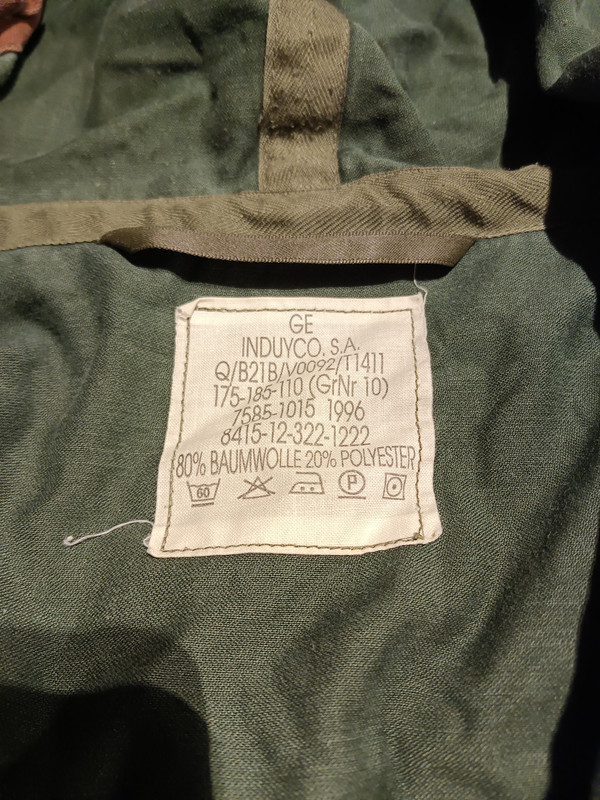 GE
INDUYCO, S.A.
Q/B21B/V0092/T1411
175-185-110 (GrNr 10)
7585-1015 1996
8415-12-322-1222
80% BAUMWOLLE 20% POLYESTER
60 P